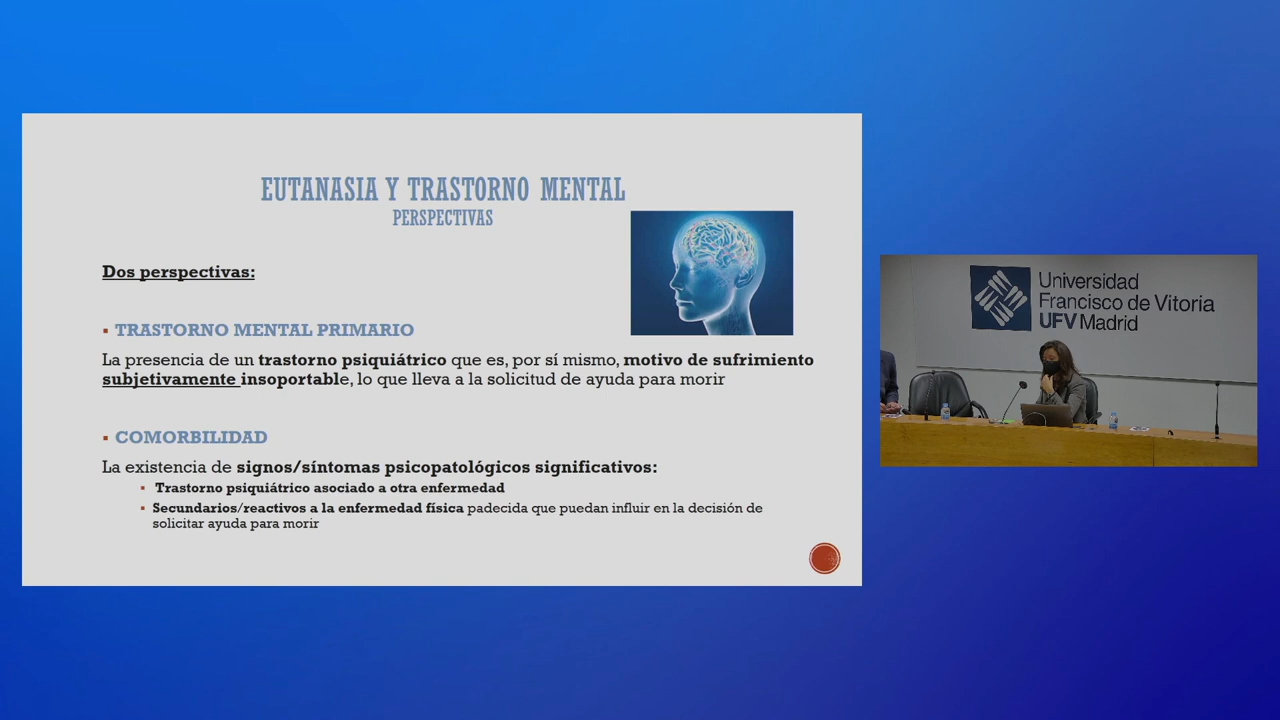 EUTANASIA Y TRASTORNO MENTAL
PERSPECTIVAS
Dos perspectivas:
▪ TRASTORNO MENTAL PRIMARIO
La presencia de un trastorno psiquiátrico que es, por sí mismo, motivo de sufrimiento
subjetivamente insoportable, lo que lleva a la solicitud de ayuda para morir
▪ COMORBILIDAD
La existencia de signos/síntomas psicopatológicos significativos:
▪ Trastorno psiquiátrico asociado a otra enfermedad
▪ Secundarios/reactivos a la enfermedad física padecida que puedan influir en la decisión de
solicitar ayuda para morir
Universidad
Francisco de Vitoria
UFV Madrid